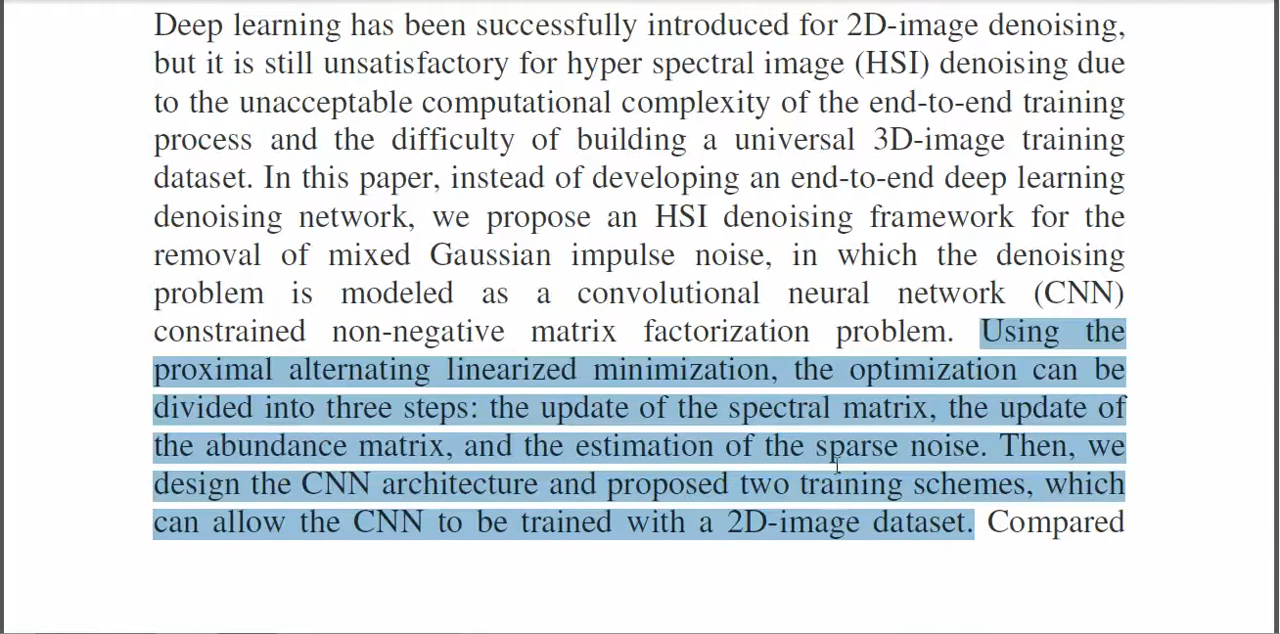 Deep learning has been successfully introduced for 2D-image denoising,
but it is still unsatisfactory for hyper spectral image (HSI) denoising due
to the unacceptable computational complexity of the end-to-end training
process and the difficulty of building a universal 3D-image training
dataset. In this paper, instead of developing an end-to-end deep learning
denoising network, we propose an HSI denoising framework for the
removal of mixed Gaussian impulse noise, in which the denoising
problem is modeled as a convolutional neural network (CNN)
constrained non-negative matrix factorization problem. Using the
proximal alternating linearized minimization, the optimization can be
divided into three steps: the update of the spectral matrix, the update of
the abundance matrix, and the estimation of the sparse noise. Then, we
design the CNN architecture and proposed two training schemes, which
can allow the CNN to be trained with a 2D-image dataset. Compared